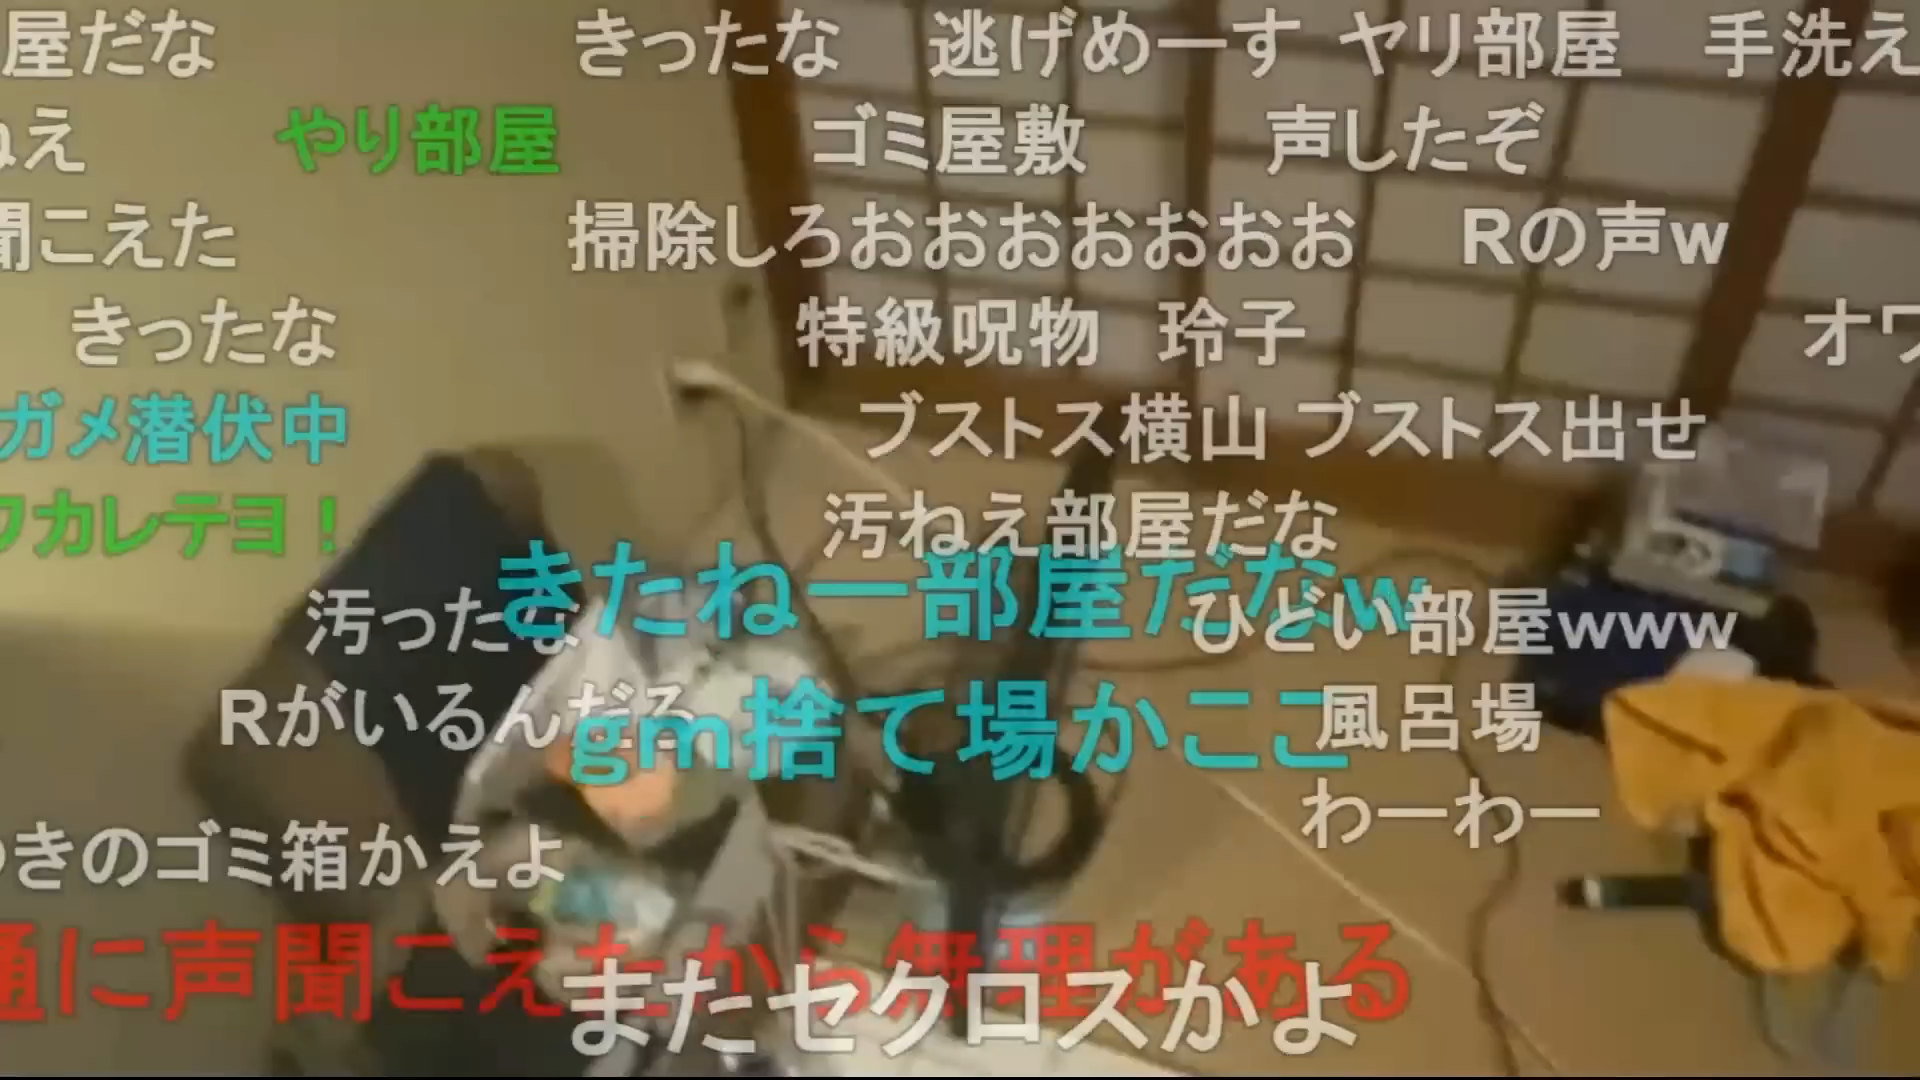 屋だな きったな 逃げめーす ヤリ部屋 手洗え
ねえ やり部屋 ゴミ屋敷 声したぞ
聞こえた 掃除しろおおおおおおお Rの声w
きったな 特級呪物 玲子 オワ
ガメ潜伏中 ブストス横山 ブストス出せ
ワカレテヨ！ 汚ねえ部屋だな
きたねー部屋だなw
汚ったな ひどい部屋www
Rがいるんだろ 風呂場
gm捨て場かここ
わーわー
きのゴミ箱かえよ
通に声聞こえたから無理がある
またセクロスかよ